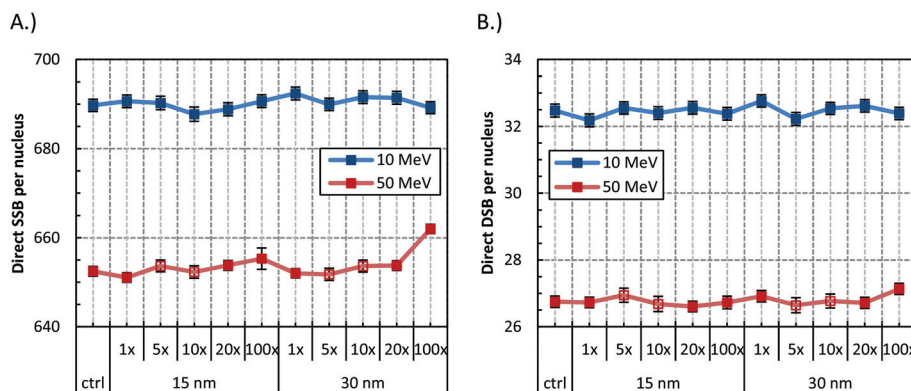 A.)
B.)
Direct SSB per nucleus
700
680
660
640
10 MeV
50 MeV
1x 5x 10x 20x 100x 1x 5x 10x 20x 100x
ctrl 15 nm 30 nm
Direct DSB per nucleus
34
32
30
28
26
10 MeV
50 MeV
1x 5x 10x 20x 100x 1x 5x 10x 20x 100x
ctrl 15 nm 30 nm